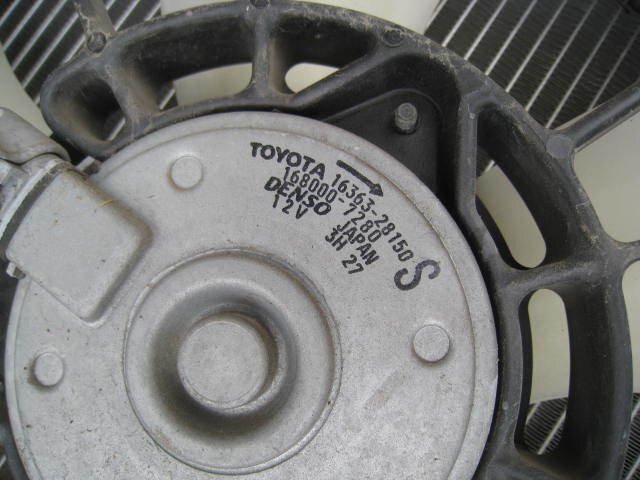 TOYOTA 16363-28150
168000-7280
DENSO JAPAN
12V 3H 27
S